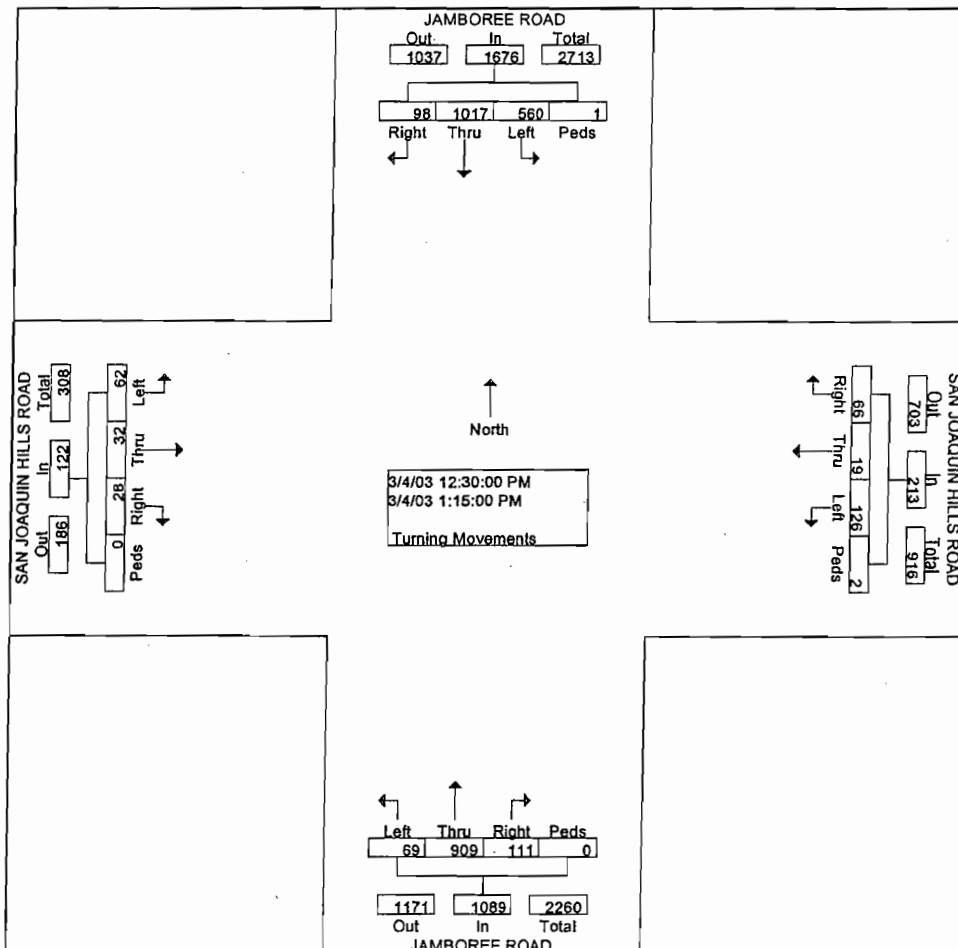 JAMBOREE ROAD
Out In Total
1037 1676 2713
98 1017 560 1
Right Thru Left Peds
SAN JOAQUIN HILLS ROAD
Total In Out
308 122 186
62 32 28 0
Left Thru Right Peds
North
3/4/03 12:30:00 PM
3/4/03 1:15:00 PM
Turning Movements
Right Thru Left Peds
66 19 126 2
703 213 916
Out In Total
SAN JOAQUIN HILLS ROAD
Left Thru Right Peds
69 909 111 0
1171 1089 2260
Out In Total
JAMBOREE ROAD